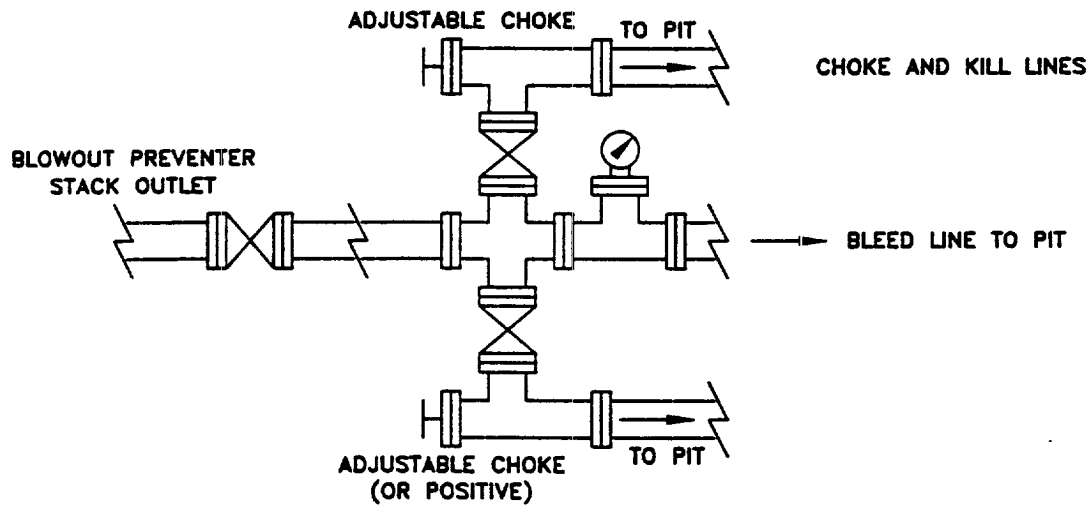 ADJUSTABLE CHOKE
TO PIT
CHOKE AND KILL LINES
BLOWOUT PREVENTER
STACK OUTLET
BLEED LINE TO PIT
ADJUSTABLE CHOKE
(OR POSITIVE)
TO PIT